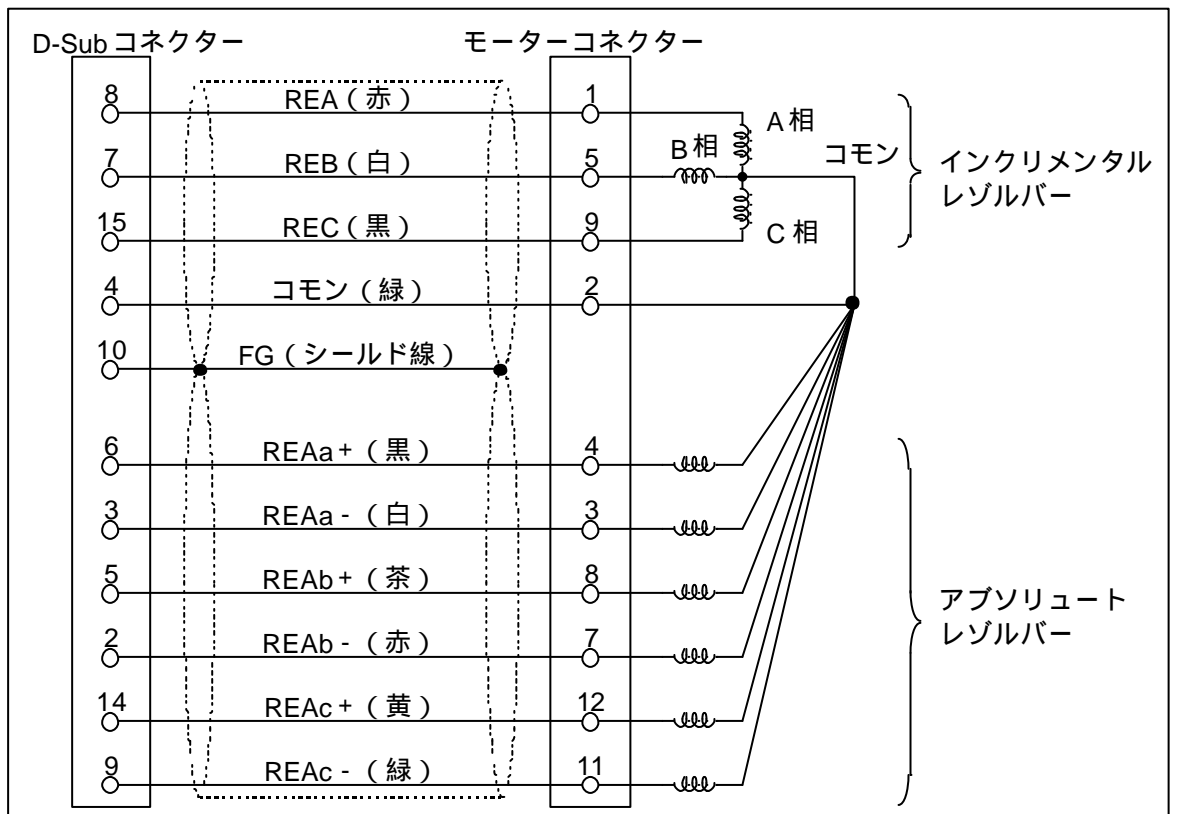 D-Sub コネクター モーターコネクター
8 REA（赤） 1
A相
7 REB（白） 5 B相 コモン
インクリメンタル
レゾルバー
15 REC（黒） 9 C相
4 コモン（緑） 2
10 FG（シールド線）
6 REAa+（黒） 4
3 REAa-（白） 3
5 REAb+（茶） 8
アブソリュート
レゾルバー
2 REAb-（赤） 7
14 REAc+（黄） 12
9 REAc-（緑） 11